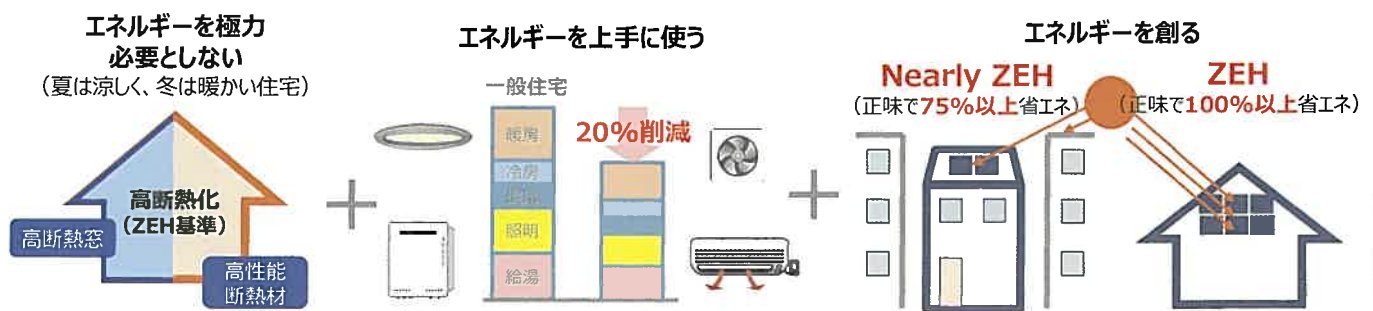 エネルギーを極力
必要としない
（夏は涼しく、冬は暖かい住宅）
高断熱化
（ZEH基準）
高断熱窓
高性能
断熱材
エネルギーを上手に使う
一般住宅
暖房
冷房
換気
照明
給湯
20%削減
エネルギーを創る
Nearly ZEH
（正味で75%以上省エネ）
ZEH
（正味で100%以上省エネ）